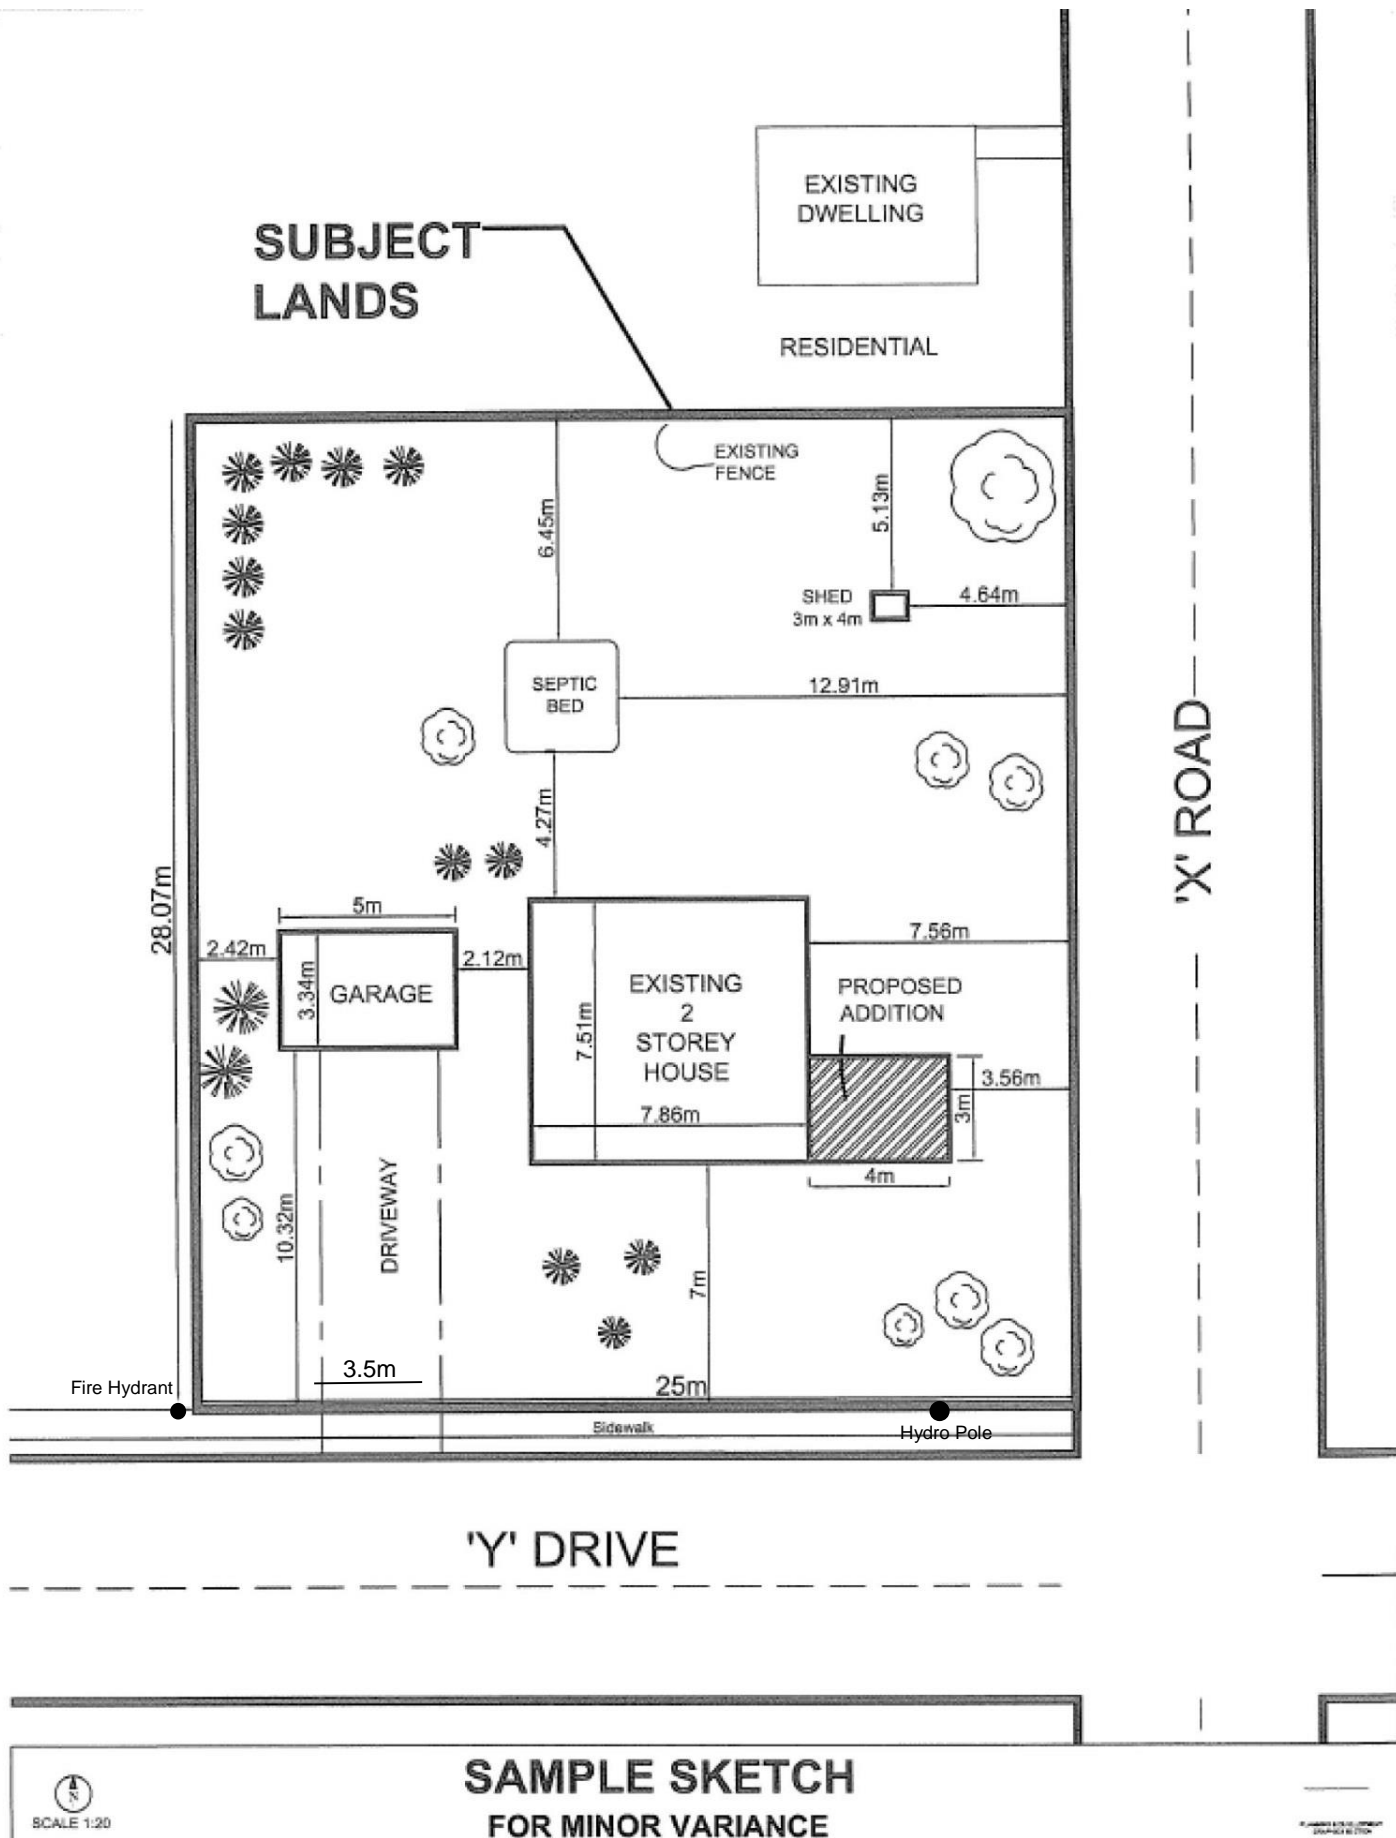 EXISTING
DWELLING
SUBJECT
LANDS
RESIDENTIAL
EXISTING
FENCE
6.45m
5.13m
SHED
3m x 4m
4.64m
SEPTIC
BED
12.91m
'X' ROAD
4.27m
28.07m
5m
2.42m
2.12m
7.56m
3.34m
GARAGE
EXISTING
2
STOREY
HOUSE
7.51m
7.86m
PROPOSED
ADDITION
3.56m
3m
4m
10.32m
DRIVEWAY
7m
3.5m
25m
Fire Hydrant
Sidewalk
Hydro Pole
'Y' DRIVE
SAMPLE SKETCH
FOR MINOR VARIANCE
N
SCALE 1:20